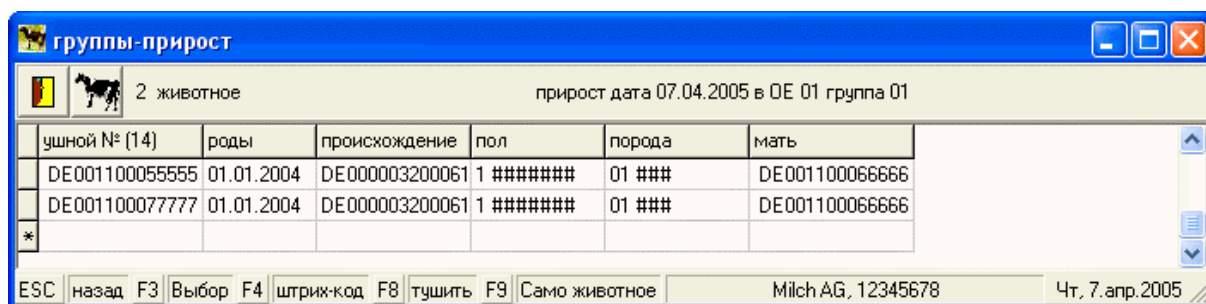 группы-прирост
2 животное прирост дата 07.04.2005 в ОЕ 01 группа 01
ушной № (14) роды происхождение пол порода мать
DE001100055555 01.01.2004 DE000003200061 1 ####### 01 ### DE001100066666
DE001100077777 01.01.2004 DE000003200061 1 ####### 01 ### DE001100066666
*
ESC назад F3 Выбор F4 штрих-код F8 тушить F9 Само животное Milch AG, 12345678 Чт, 7.апр.2005